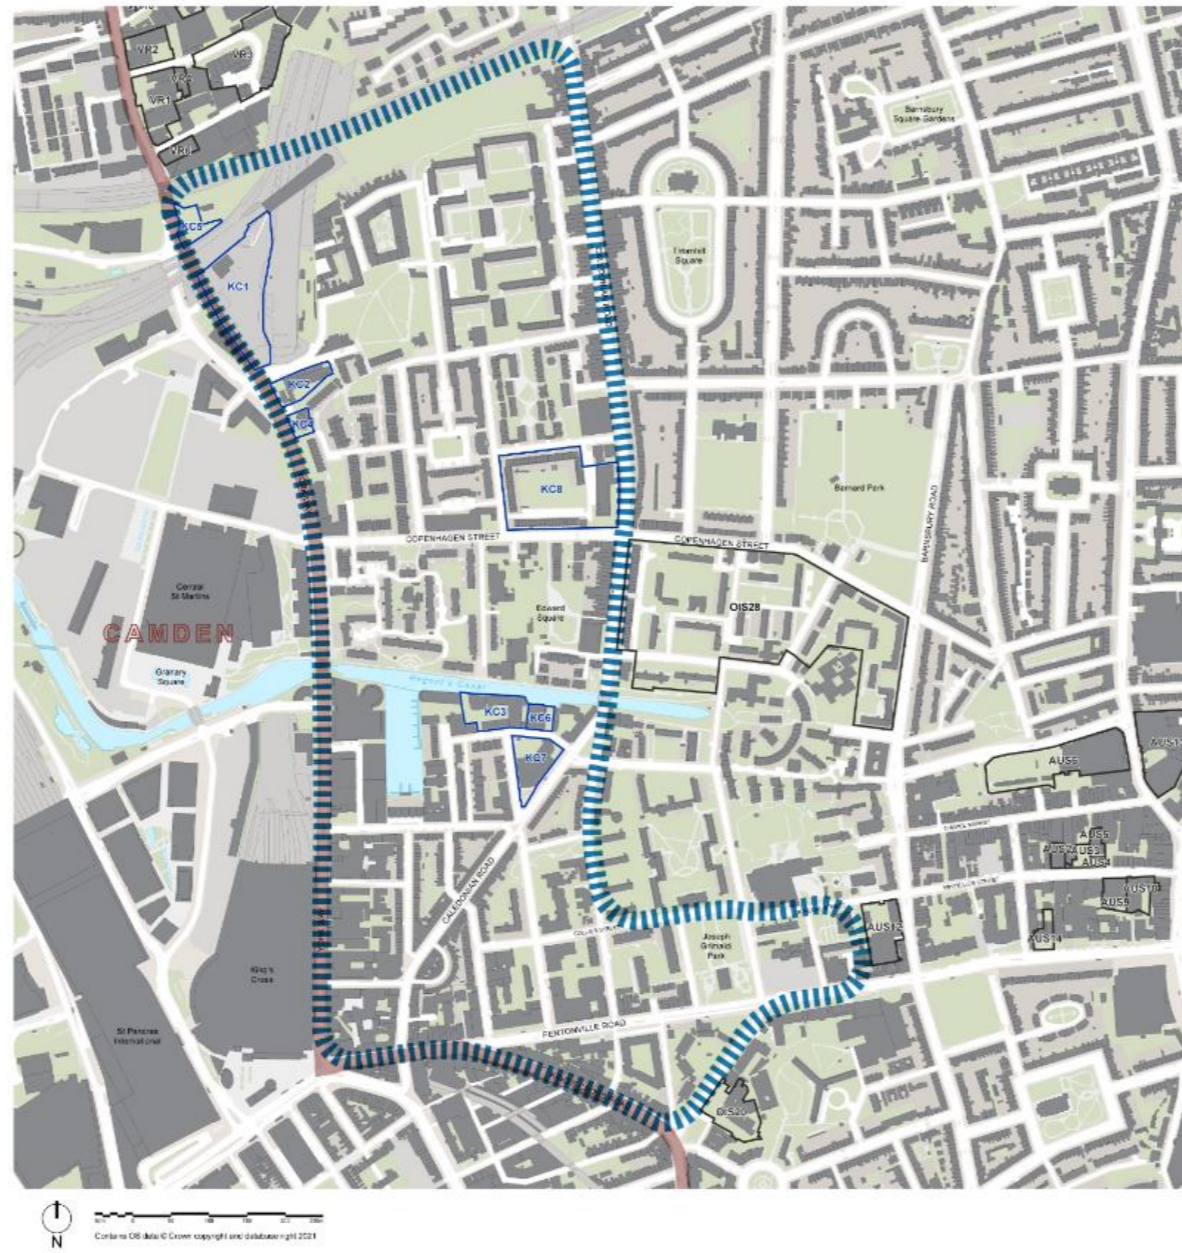 VR2
VR3
VR1
Barnsbury
Square Gardens
Thornhill
Square
KC5
KC1
KC2
KC4
KC8
Barnard Park
BARNSBURY ROAD
COPENHAGEN STREET
COPENHAGEN STREET
Central
St Martins
Edward
Square
OIS28
CAMDEN
Granary
Square
Regent's Canal
KC3
KC6
KC7
AUS6
AUS5
AUS3
AUS4
AUS10
AUS9
CALEDONIAN ROAD
AUS12
AUS14
Joseph
Grimaldi
Park
King's
Cross
St Pancras
International
PENTONVILLE ROAD
OIS20
N
Contains OS data © Crown copyright and database right 2021